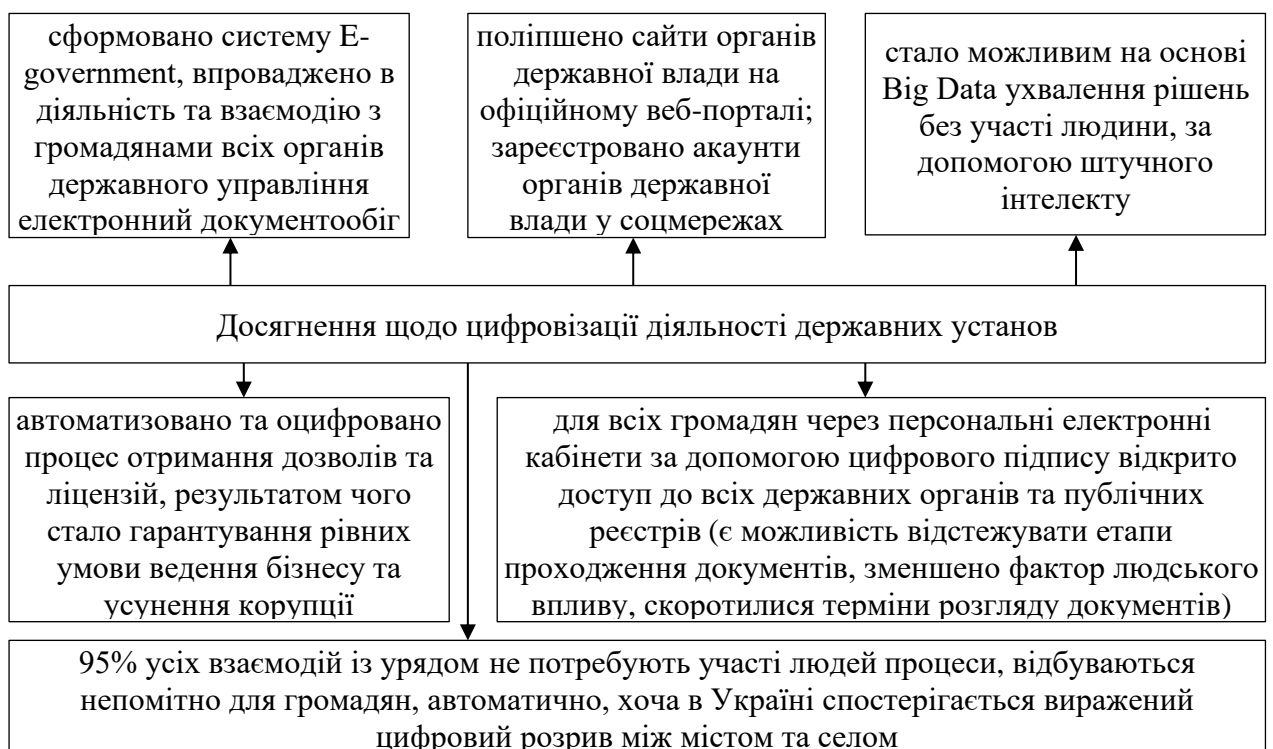 сформовано систему E-
government, впроваджено в
діяльність та взаємодію з
громадянами всіх органів
державного управління
електронний документообіг
поліпшено сайти органів
державної влади на
офіційному веб-порталі;
зареєстровано акаунти
органів державної
влади у соцмережах
стало можливим на основі
Big Data ухвалення рішень
без участі людини, за
допомогою штучного
інтелекту
Досягнення щодо цифровізації діяльності державних установ
автоматизовано та оцифровано
процес отримання дозволів та
ліцензій, результатом чого
стало гарантування рівних
умови ведення бізнесу та
усунення корупції
для всіх громадян через персональні електронні
кабінети за допомогою цифрового підпису відкрито
доступ до всіх державних органів та публічних
реєстрів (є можливість відстежувати етапи
проходження документів, зменшено фактор людського
впливу, скоротилися терміни розгляду документів)
95% усіх взаємодій із урядом не потребують участі людей процеси, відбуваються
непомітно для громадян, автоматично, хоча в Україні спостерігається виражений
цифровий розрив між містом та селом